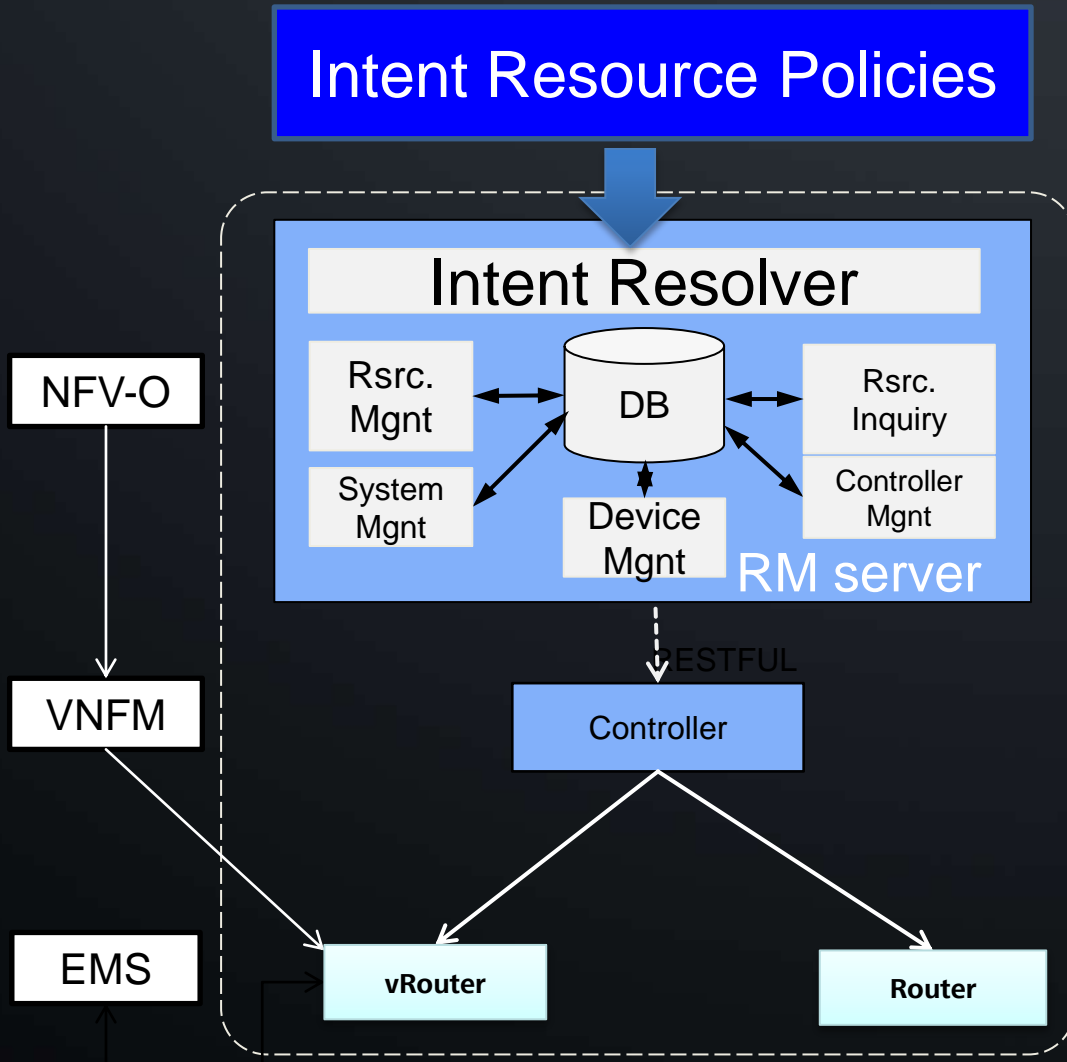 Intent Resource Policies
Intent Resolver
NFV-O
Rsrc.
Mgnt
DB
Rsrc.
Inquiry
System
Mgnt
Device
Mgnt
Controller
Mgnt
RM server
RESTFUL
VNFM
Controller
EMS
vRouter
Router